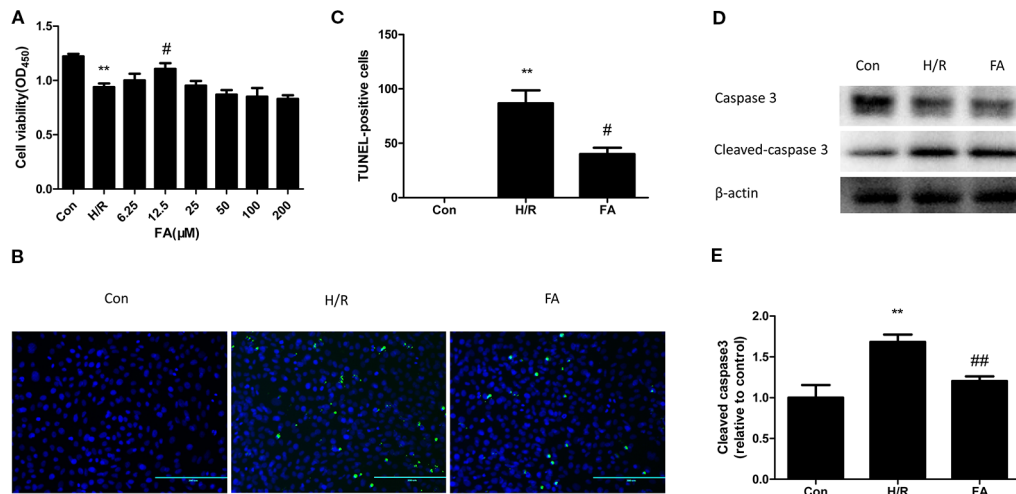 A
Cell viability(OD450)
1.5
1.0
0.5
0.0
**
#
Con
H/R
6.25
12.5
25
50
100
200
FA(μM)
B
Con
H/R
FA
C
TUNEL-positive cells
150
100
50
0
**
#
Con
H/R
FA
D
Con
H/R
FA
Caspase 3
Cleaved-caspase 3
β-actin
E
Cleaved caspase3
(relative to control)
2.0
1.5
1.0
0.5
0.0
**
##
Con
H/R
FA